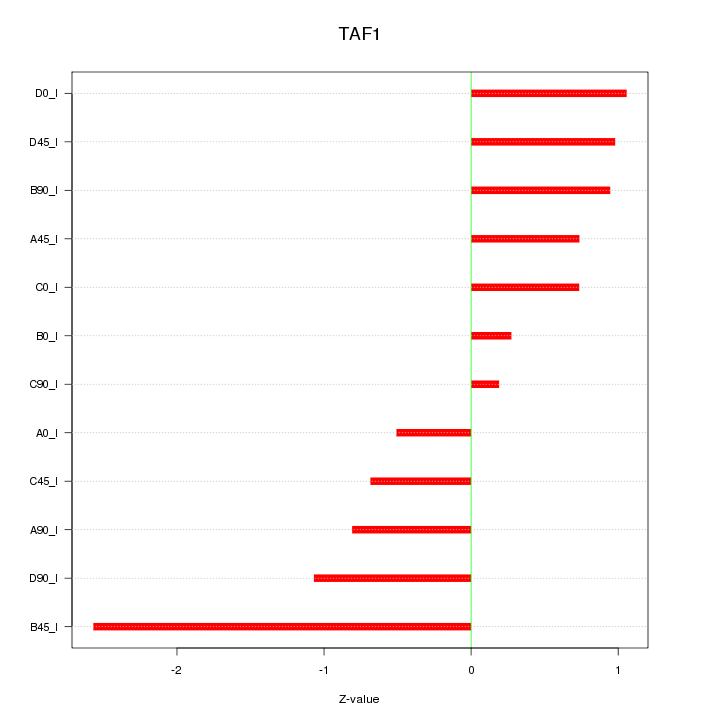 TAF1
D0_I
D45_I
B90_I
A45_I
C0_I
B0_I
C90_I
A0_I
C45_I
A90_I
D90_I
B45_I
-2 -1 0 1
Z-value